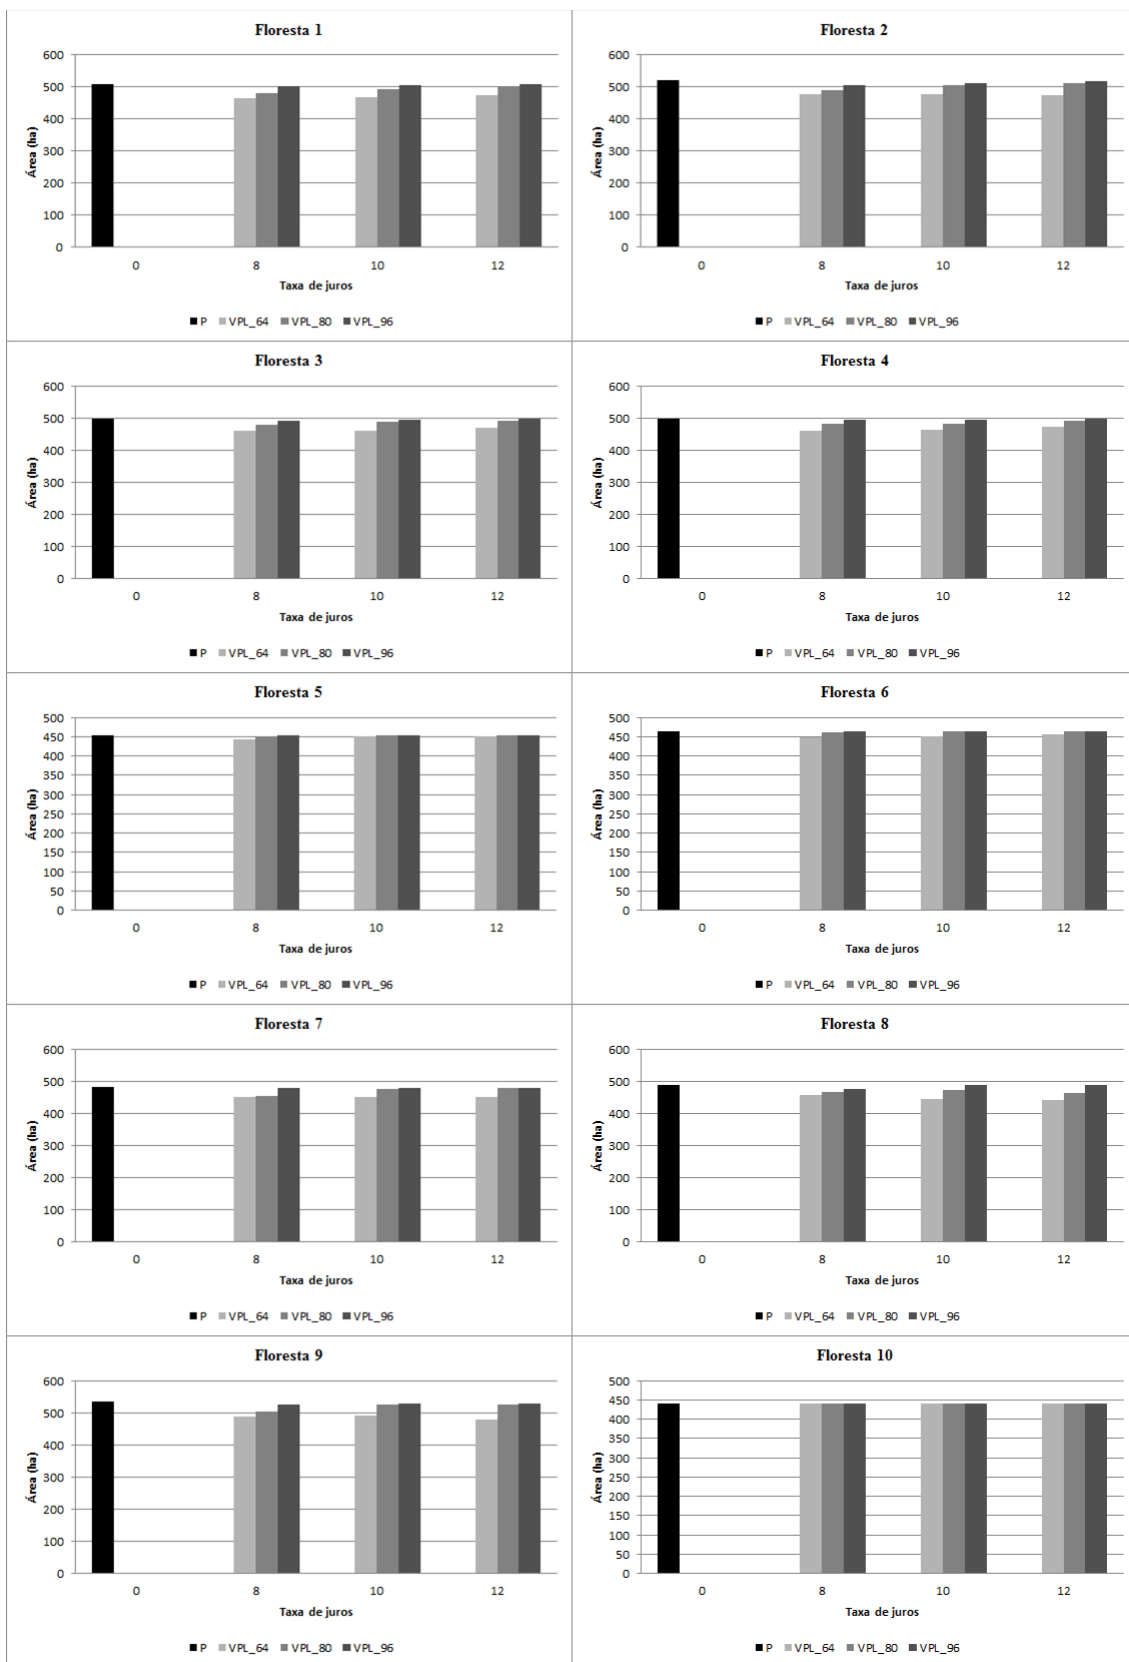 Floresta 1
600
500
400
300
200
100
0
Área (ha)
0 8 10 12
Taxa de juros
P VPL_64 VPL_80 VPL_96
Floresta 2
600
500
400
300
200
100
0
Área (ha)
0 8 10 12
Taxa de juros
P VPL_64 VPL_80 VPL_96
Floresta 3
600
500
400
300
200
100
0
Área (ha)
0 8 10 12
Taxa de juros
P VPL_64 VPL_80 VPL_96
Floresta 4
600
500
400
300
200
100
0
Área (ha)
0 8 10 12
Taxa de juros
P VPL_64 VPL_80 VPL_96
Floresta 5
500
450
400
350
300
250
200
150
100
50
0
Área (ha)
0 8 10 12
Taxa de juros
P VPL_64 VPL_80 VPL_96
Floresta 6
500
450
400
350
300
250
200
150
100
50
0
Área (ha)
0 8 10 12
Taxa de juros
P VPL_64 VPL_80 VPL_96
Floresta 7
600
500
400
300
200
100
0
Área (ha)
0 8 10 12
Taxa de juros
P VPL_64 VPL_80 VPL_96
Floresta 8
600
500
400
300
200
100
0
Área (ha)
0 8 10 12
Taxa de juros
P VPL_64 VPL_80 VPL_96
Floresta 9
600
500
400
300
200
100
0
Área (ha)
0 8 10 12
Taxa de juros
P VPL_64 VPL_80 VPL_96
Floresta 10
500
450
400
350
300
250
200
150
100
50
0
Área (ha)
0 8 10 12
Taxa de juros
P VPL_64 VPL_80 VPL_96